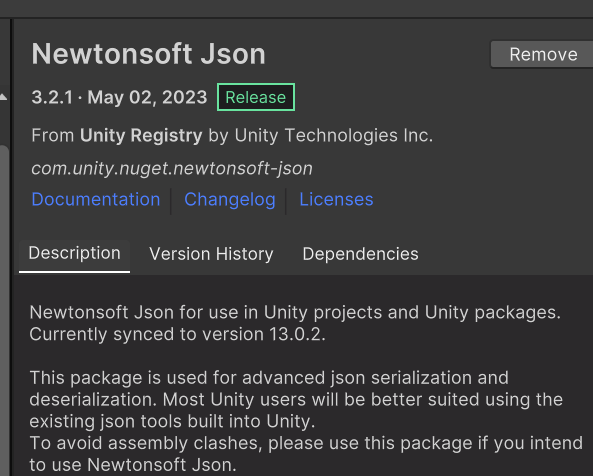 Newtonsoft Json
Remove
3.2.1 · May 02, 2023 Release
From Unity Registry by Unity Technologies Inc.
com.unity.nuget.newtonsoft-json
Documentation Changelog Licenses
Description Version History Dependencies
Newtonsoft Json for use in Unity projects and Unity packages.
Currently synced to version 13.0.2.
This package is used for advanced json serialization and
deserialization. Most Unity users will be better suited using the
existing json tools built into Unity.
To avoid assembly clashes, please use this package if you intend
to use Newtonsoft Json.